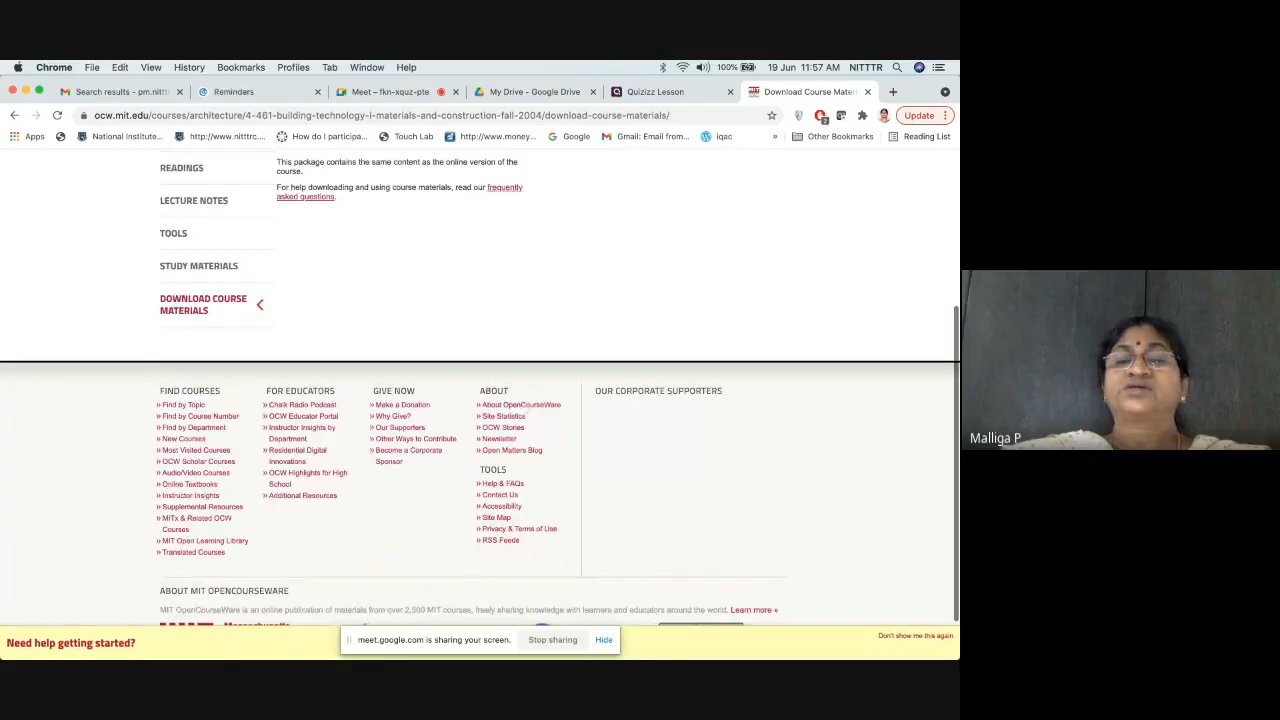 Chrome File Edit View History Bookmarks Profiles Tab Window Help 100% 19 Jun 11:57 AM NITTTR
Search results - pm.nittt Reminders Meet – fkn-xquz-pte My Drive - Google Drive Quizizz Lesson Download Course Materi
ocw.mit.edu/courses/architecture/4-461-building-technology-i-materials-and-construction-fall-2004/download-course-materials/ Update
Apps National Institute... http://www.nitttrc.... How do I participa... Touch Lab http://www.money... Google Gmail: Email from... iqac » Other Bookmarks Reading List
READINGS
LECTURE NOTES
TOOLS
STUDY MATERIALS
DOWNLOAD COURSE
MATERIALS
This package contains the same content as the online version of the
course.
For help downloading and using course materials, read our frequently
asked questions.
Malliga P
FIND COURSES
» Find by Topic
» Find by Course Number
» Find by Department
» New Courses
» Most Visited Courses
» OCW Scholar Courses
» Audio/Video Courses
» Online Textbooks
» Instructor Insights
» Supplemental Resources
» MITx & Related OCW
Courses
» MIT Open Learning Library
» Translated Courses
FOR EDUCATORS
» Chalk Radio Podcast
» OCW Educator Portal
» Instructor Insights by
Department
» Residential Digital
Innovations
» OCW Highlights for High
School
» Additional Resources
GIVE NOW
» Make a Donation
» Why Give?
» Our Supporters
» Other Ways to Contribute
» Become a Corporate
Sponsor
ABOUT
» About OpenCourseWare
» Site Statistics
» OCW Stories
» Newsletter
» Open Matters Blog
TOOLS
» Help & FAQs
» Contact Us
» Accessibility
» Site Map
» Privacy & Terms of Use
» RSS Feeds
OUR CORPORATE SUPPORTERS
ABOUT MIT OPENCOURSEWARE
MIT OpenCourseWare is an online publication of materials from over 2,500 MIT courses, freely sharing knowledge with learners and educators around the world. Learn more »
Need help getting started?
meet.google.com is sharing your screen. Stop sharing Hide
Don't show me this again